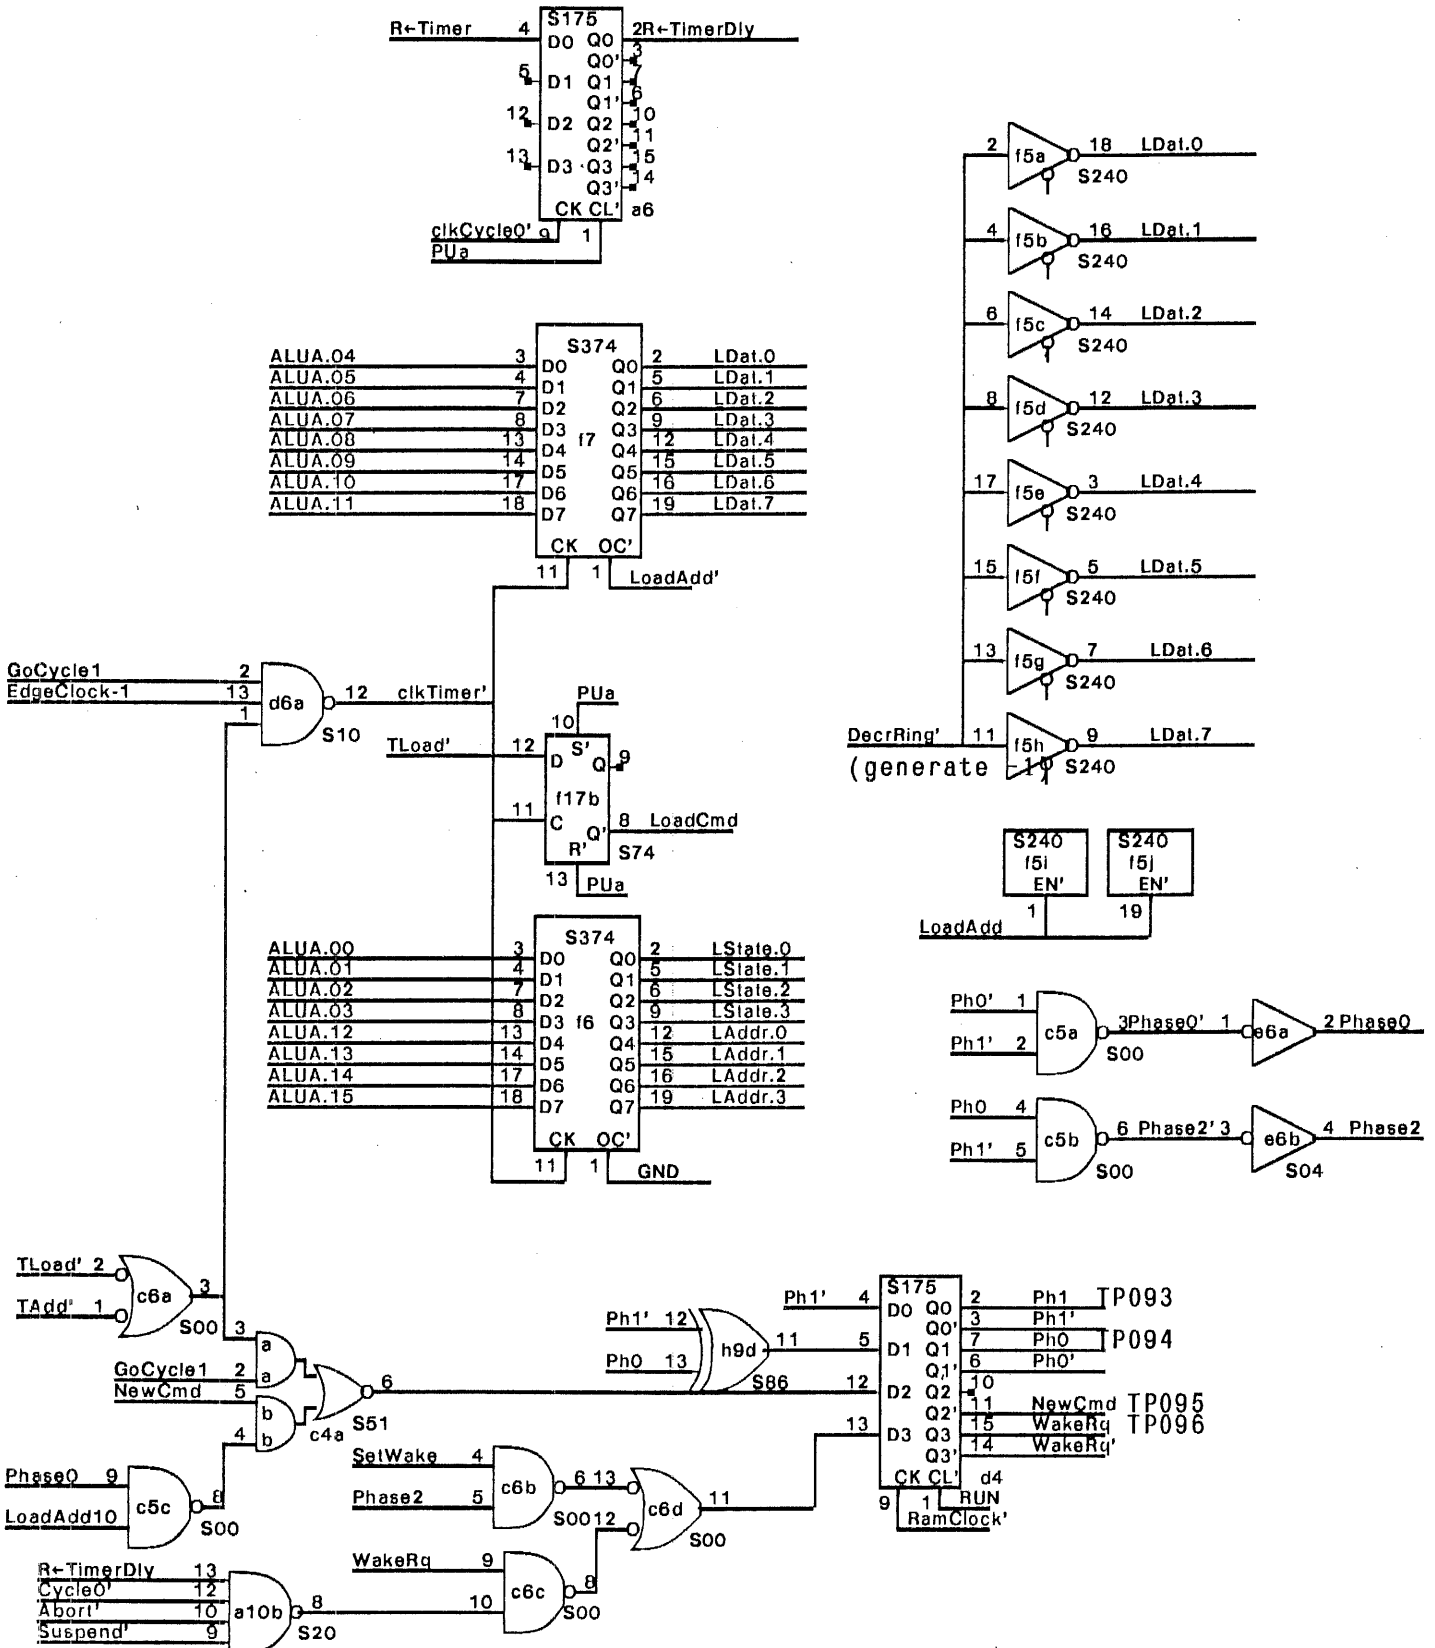 S175
R←Timer 4 D0 Q0 2 R←TimerDly
Q0' 3
5 D1 Q1 7
Q1' 6
12 D2 Q2 10
Q2' 11
13 D3 Q3 15
Q3' 14
CK CL' a6
clkCycle0' 9 1
PUa
2 f5a 18 LDat.0
S240
4 f5b 16 LDat.1
S240
6 f5c 14 LDat.2
S240
8 f5d 12 LDat.3
S240
17 f5e 3 LDat.4
S240
15 f5f 5 LDat.5
S240
13 f5g 7 LDat.6
S240
DecrRing' 11 f5h 9 LDat.7
(generate -1) S240
S374
ALUA.04 3 D0 Q0 2 LDat.0
ALUA.05 4 D1 Q1 5 LDat.1
ALUA.06 7 D2 Q2 6 LDat.2
ALUA.07 8 D3 f7 Q3 9 LDat.3
ALUA.08 13 D4 Q4 12 LDat.4
ALUA.09 14 D5 Q5 15 LDat.5
ALUA.10 17 D6 Q6 16 LDat.6
ALUA.11 18 D7 Q7 19 LDat.7
CK OC'
11 1 LoadAdd'
GoCycle1 2
EdgeClock-1 13 d6a 12 clkTimer'
1 S10
PUa
10
TLoad' 12 D S' Q 9
f17b
11 C Q' 8 LoadCmd
R' S74
13 PUa
S240 S240
f5i f5j
EN' EN'
1 19
LoadAdd
S374
ALUA.00 3 D0 Q0 2 LState.0
ALUA.01 4 D1 Q1 5 LState.1
ALUA.02 7 D2 Q2 6 LState.2
ALUA.03 8 D3 f6 Q3 9 LState.3
ALUA.12 13 D4 Q4 12 LAddr.0
ALUA.13 14 D5 Q5 15 LAddr.1
ALUA.14 17 D6 Q6 16 LAddr.2
ALUA.15 18 D7 Q7 19 LAddr.3
CK OC'
11 1 GND
Ph0' 1
c5a 3 Phase0' 1 e6a 2 Phase0
Ph1' 2 S00
Ph0 4
c5b 6 Phase2' 3 e6b 4 Phase2
Ph1' 5 S00 S04
TLoad' 2
c6a 3
TAdd' 1 S00
3 a
GoCycle1 2 a
NewCmd 5 b
4 b
c4a S51 6
Phase0 9
c5c 8
LoadAdd 10 S00
R←TimerDly 13
Cycle0' 12
Abort' 10 a10b 8
Suspend' 9 S20
SetWake 4
c6b 6 13
Phase2 5 S00 12
c6d 11
S00
WakeRq 9
c6c 8
10 S00
Ph1' 12
h9d 11
Ph0 13 S86
S175
Ph1' 4 D0 Q0 2 Ph1 TP093
Q0' 3 Ph1'
5 D1 Q1 7 Ph0 TP094
Q1' 6 Ph0'
12 D2 Q2 10
Q2' 11 NewCmd TP095
13 D3 Q3 15 WakeRq TP096
Q3' 14 WakeRq'
CK CL' d4
9 1 RUN
RamClock'